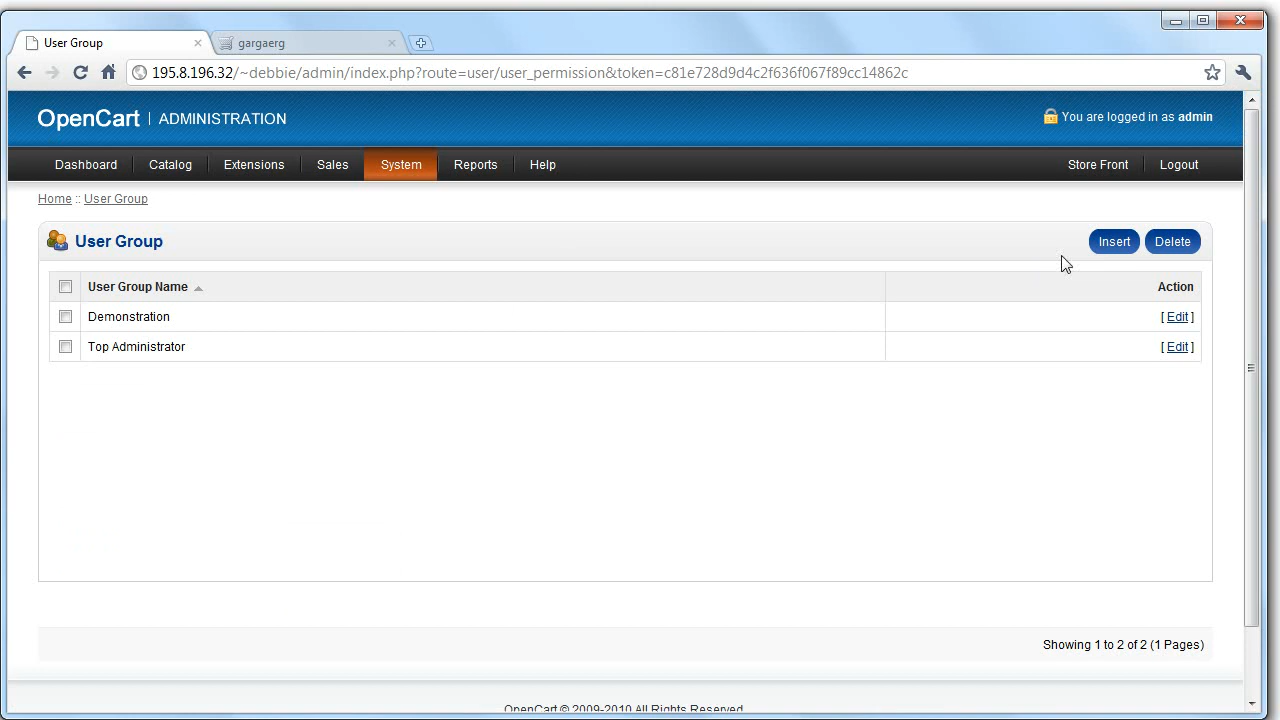 User Group
gargaerg
195.8.196.32/~debbie/admin/index.php?route=user/user_permission&token=c81e728d9d4c2f636f067f89cc14862c
OpenCart | ADMINISTRATION
You are logged in as admin
Dashboard Catalog Extensions Sales System Reports Help Store Front Logout
Home :: User Group
User Group
Insert Delete
User Group Name Action
Demonstration [ Edit ]
Top Administrator [ Edit ]
Showing 1 to 2 of 2 (1 Pages)
OpenCart © 2009-2010 All Rights Reserved.